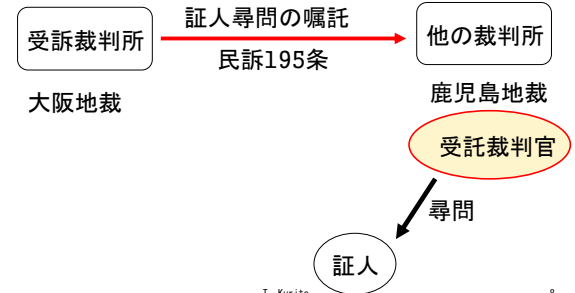 証人尋問の嘱託
受訴裁判所
他の裁判所
民訴195条
大阪地裁
鹿児島地裁
受託裁判官
尋問
証人